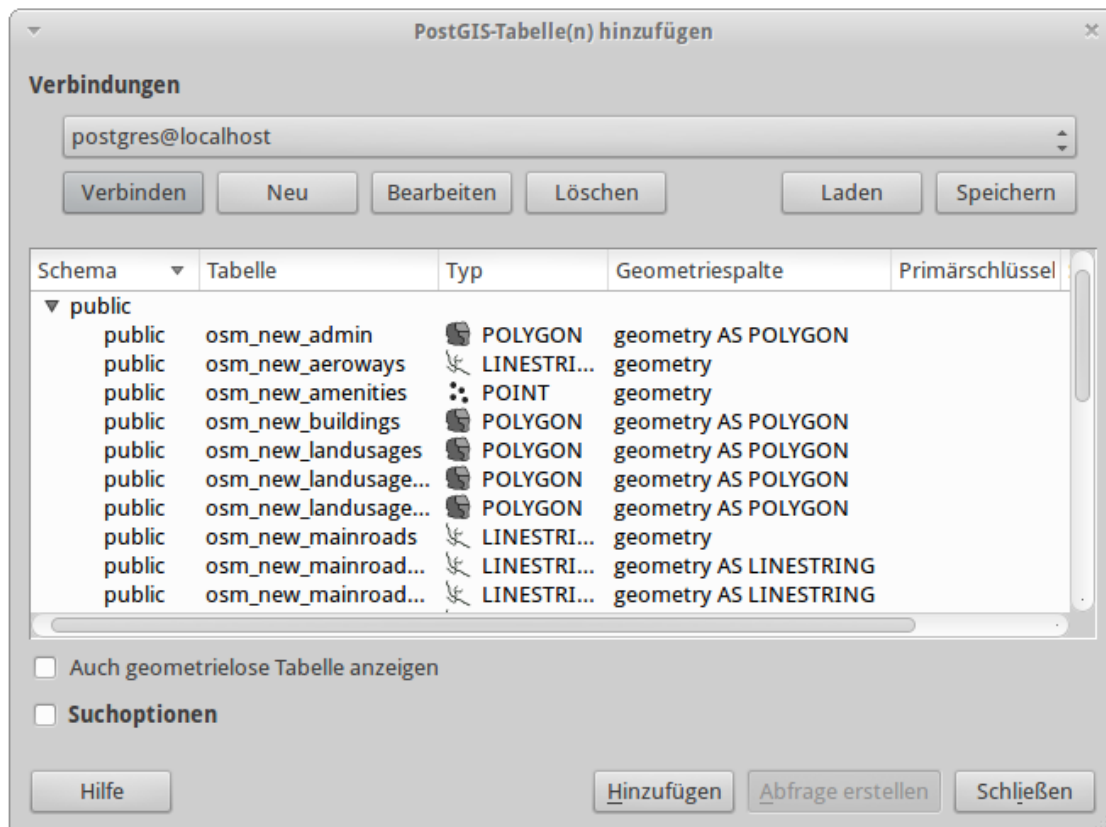 PostGIS-Tabelle(n) hinzufügen
Verbindungen
postgres@localhost
Verbinden Neu Bearbeiten Löschen Laden Speichern
Schema Tabelle Typ Geometriespalte Primärschlüssel
public
public osm_new_admin POLYGON geometry AS POLYGON
public osm_new_aeroways LINESTRI... geometry
public osm_new_amenities POINT geometry
public osm_new_buildings POLYGON geometry AS POLYGON
public osm_new_landusages POLYGON geometry AS POLYGON
public osm_new_landusage... POLYGON geometry AS POLYGON
public osm_new_landusage... POLYGON geometry AS POLYGON
public osm_new_mainroads LINESTRI... geometry
public osm_new_mainroad... LINESTRI... geometry AS LINESTRING
public osm_new_mainroad... LINESTRI... geometry AS LINESTRING
Auch geometrielose Tabelle anzeigen
Suchoptionen
Hilfe Hinzufügen Abfrage erstellen Schließen